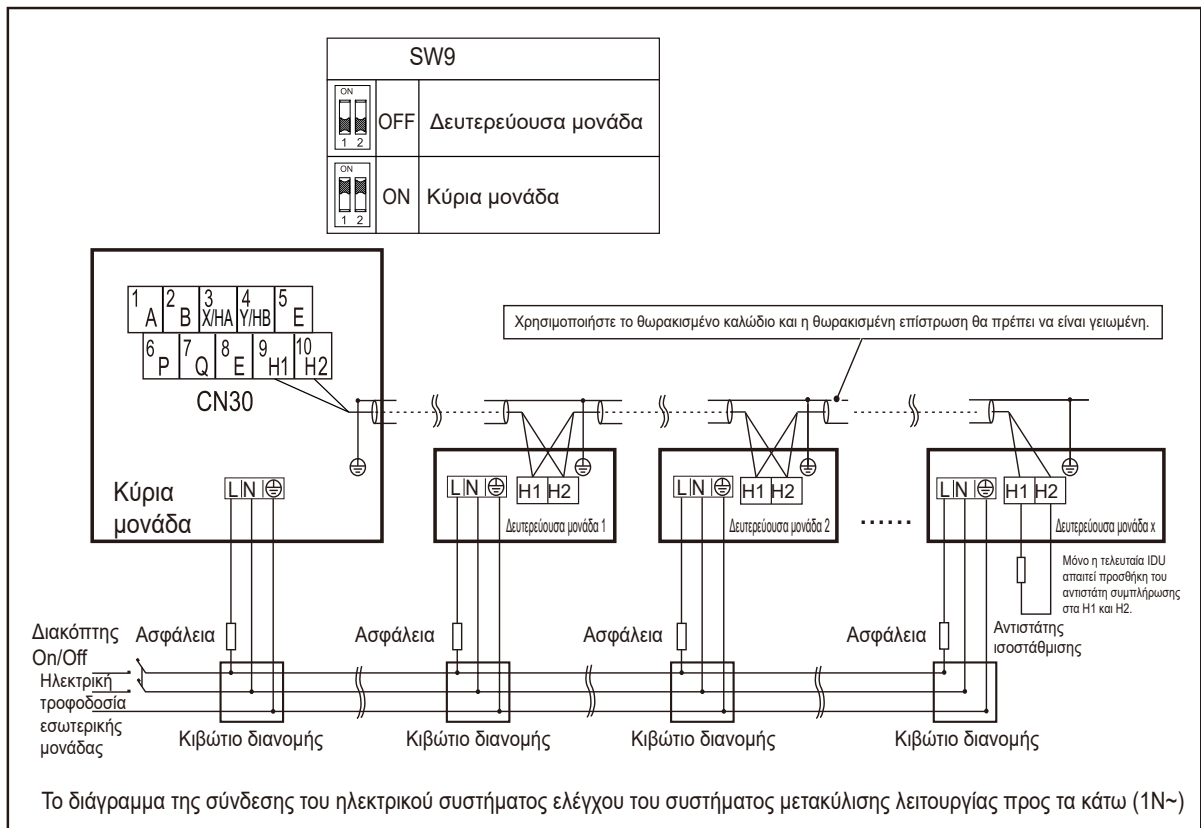 SW9
ON
1 2
OFF
Δευτερεύουσα μονάδα
ON
1 2
ON
Κύρια μονάδα
1 A 2 B 3 X/HA 4 Y/HB 5 E
6 P 7 Q 8 E 9 H1 10 H2
CN30
Χρησιμοποιήστε το θωρακισμένο καλώδιο και η θωρακισμένη επίστρωση θα πρέπει να είναι γειωμένη.
Κύρια
μονάδα
L N
L N
H1 H2
Δευτερεύουσα μονάδα 1
L N
H1 H2
Δευτερεύουσα μονάδα 2
......
L N
H1 H2
Δευτερεύουσα μονάδα x
Μόνο η τελευταία IDU
απαιτεί προσθήκη του
αντιστάτη συμπλήρωσης
στα H1 και H2.
Αντιστάτης
ισοστάθμισης
Διακόπτης
On/Off
Ασφάλεια
Ασφάλεια
Ασφάλεια
Ασφάλεια
Ηλεκτρική
τροφοδοσία
εσωτερικής
μονάδας
Κιβώτιο διανομής
Κιβώτιο διανομής
Κιβώτιο διανομής
Κιβώτιο διανομής
Το διάγραμμα της σύνδεσης του ηλεκτρικού συστήματος ελέγχου του συστήματος μετακύλισης λειτουργίας προς τα κάτω (1N~)